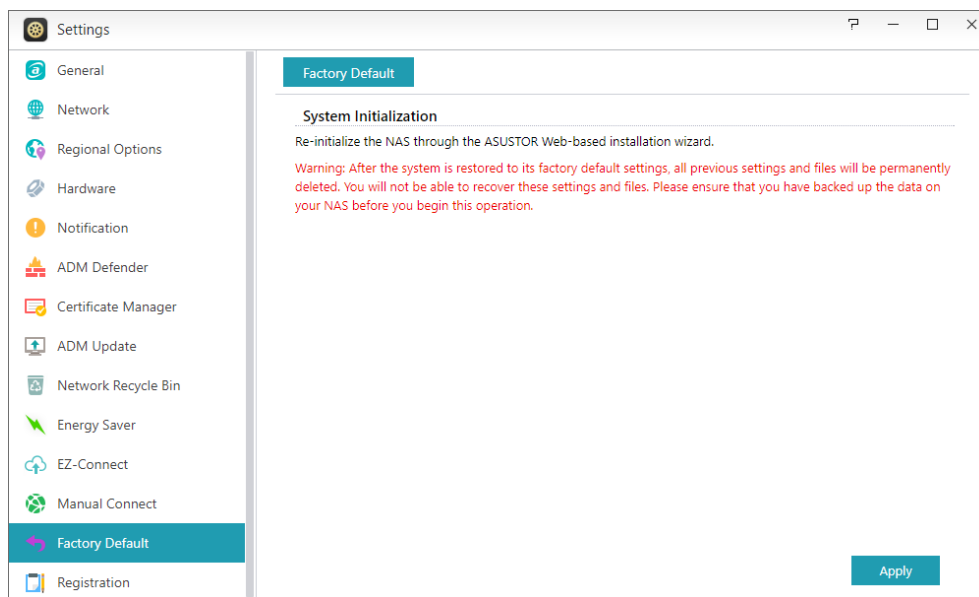 Settings
General
Network
Regional Options
Hardware
Notification
ADM Defender
Certificate Manager
ADM Update
Network Recycle Bin
Energy Saver
EZ-Connect
Manual Connect
Factory Default
Registration
Factory Default
System Initialization
Re-initialize the NAS through the ASUSTOR Web-based installation wizard.
Warning: After the system is restored to its factory default settings, all previous settings and files will be permanently
deleted. You will not be able to recover these settings and files. Please ensure that you have backed up the data on
your NAS before you begin this operation.
Apply